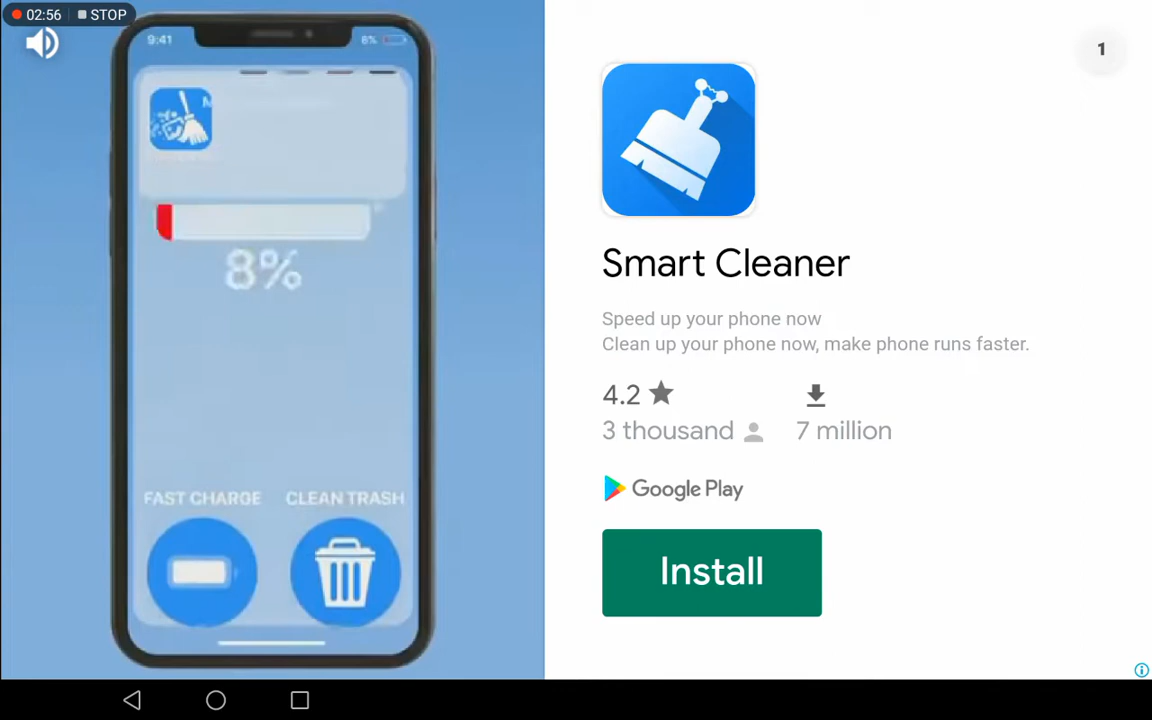 02:56 STOP
9:41 8%
M
8%
FAST CHARGE CLEAN TRASH
1
Smart Cleaner
Speed up your phone now
Clean up your phone now, make phone runs faster.
4.2
3 thousand 7 million
Google Play
Install